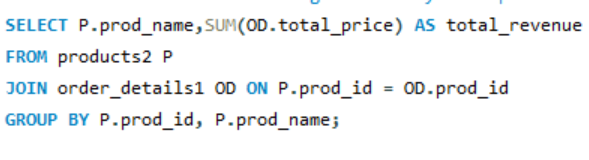 SELECT P.prod_name,SUM(OD.total_price) AS total_revenue
FROM products2 P
JOIN order_details1 OD ON P.prod_id = OD.prod_id
GROUP BY P.prod_id, P.prod_name;